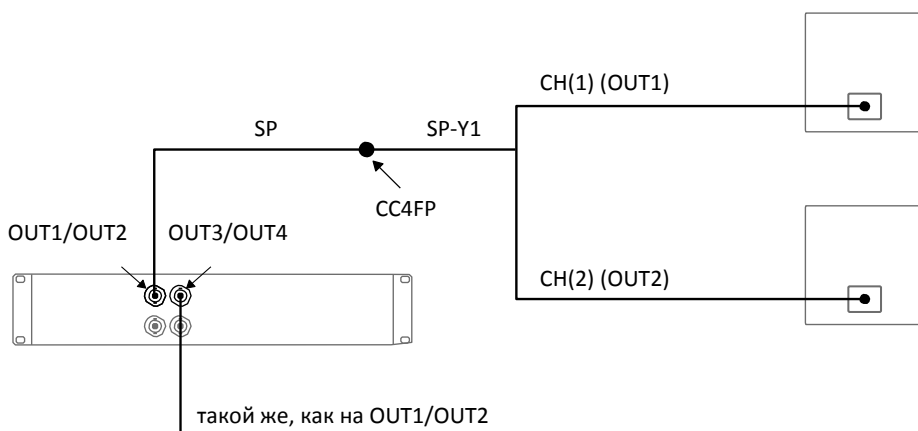 CH(1) (OUT1)
SP
SP-Y1
CC4FP
OUT1/OUT2
OUT3/OUT4
CH(2) (OUT2)
такой же, как на OUT1/OUT2